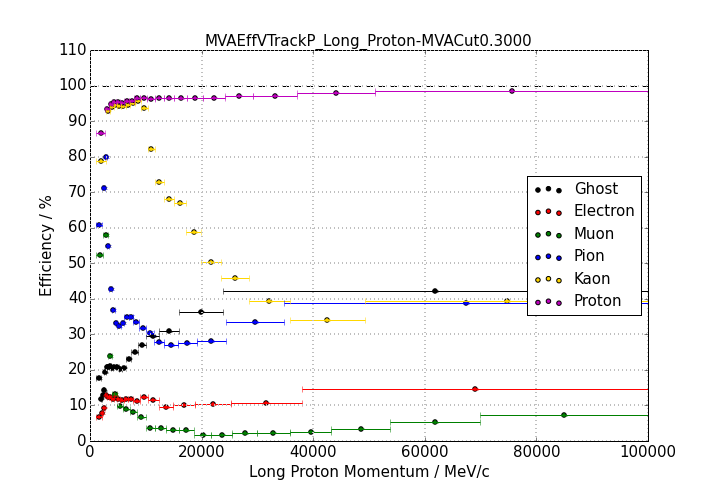 MVAEffVTrackP_Long_Proton-MVACut0.3000
110
100
90
80
70
60
50
40
30
20
10
0
Efficiency / %
Ghost
Electron
Muon
Pion
Kaon
Proton
0 20000 40000 60000 80000 100000
Long Proton Momentum / MeV/c